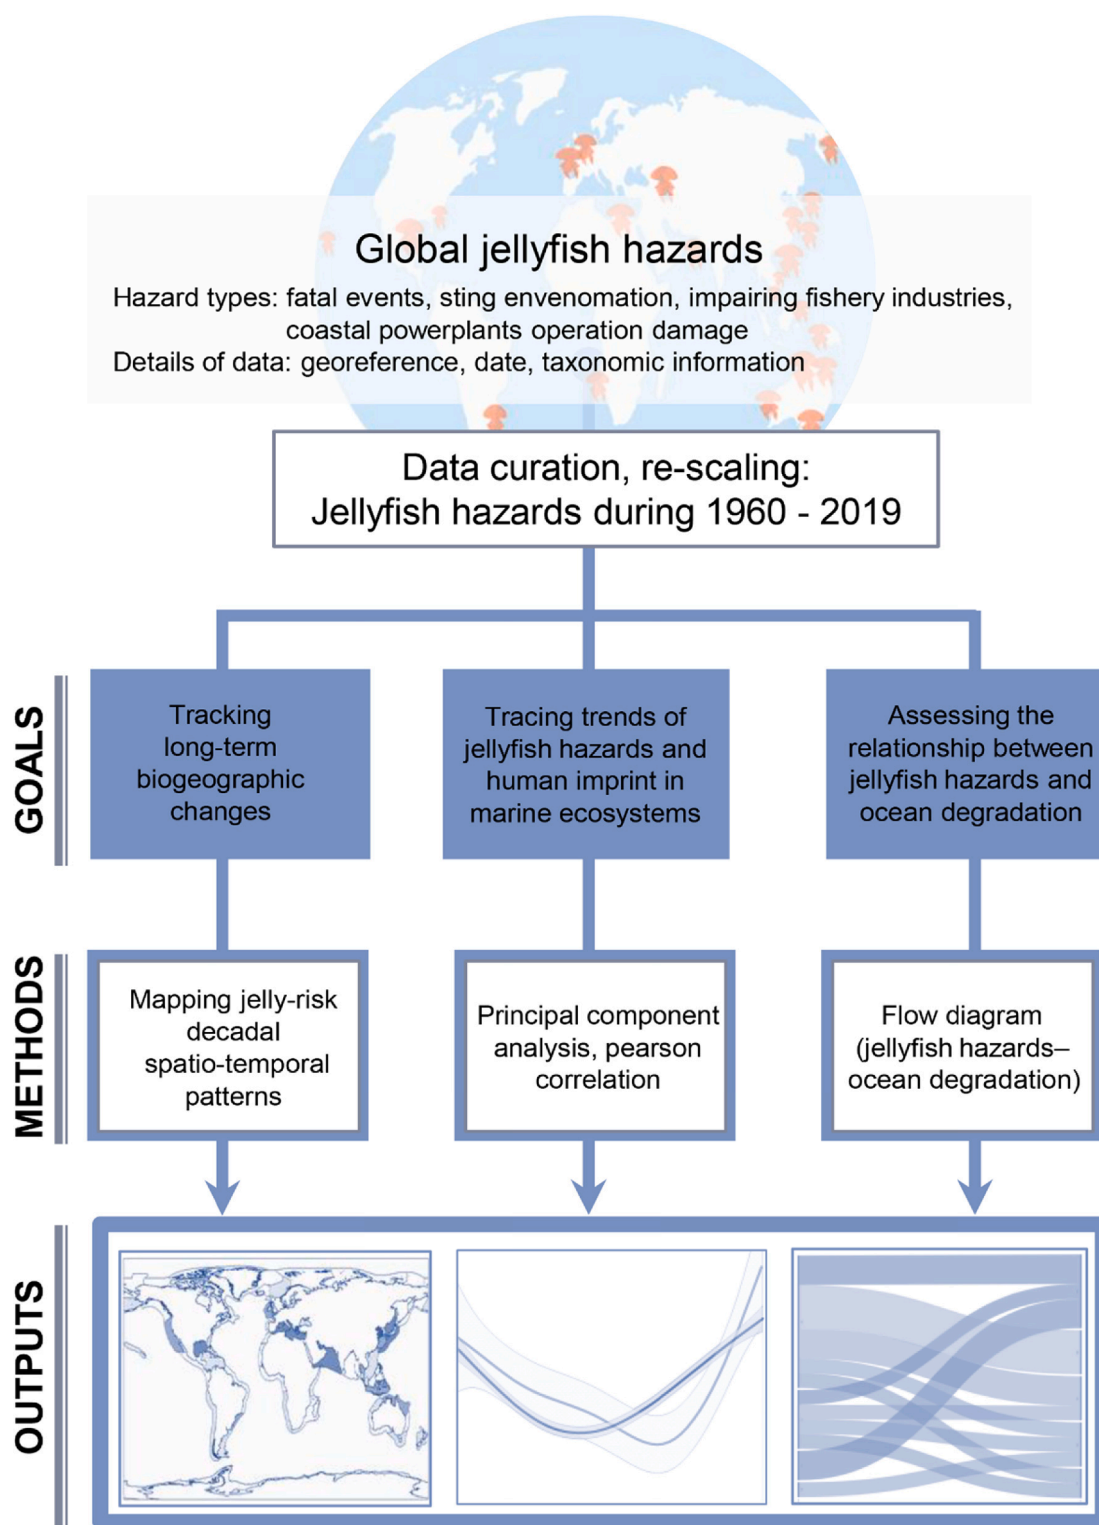 Global jellyfish hazards
Hazard types: fatal events, sting envenomation, impairing fishery industries,
coastal powerplants operation damage
Details of data: georeference, date, taxonomic information
Data curation, re-scaling:
Jellyfish hazards during 1960 - 2019
GOALS
Tracking
long-term
biogeographic
changes
Tracing trends of
jellyfish hazards and
human imprint in
marine ecosystems
Assessing the
relationship between
jellyfish hazards and
ocean degradation
METHODS
Mapping jelly-risk
decadal
spatio-temporal
patterns
Principal component
analysis, pearson
correlation
Flow diagram
(jellyfish hazards–
ocean degradation)
OUTPUTS